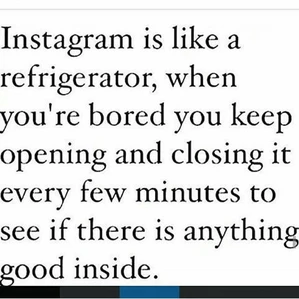 Instagram is like a
refrigerator, when
you're bored you keep
opening and closing it
every few minutes to
see if there is anything
good inside.